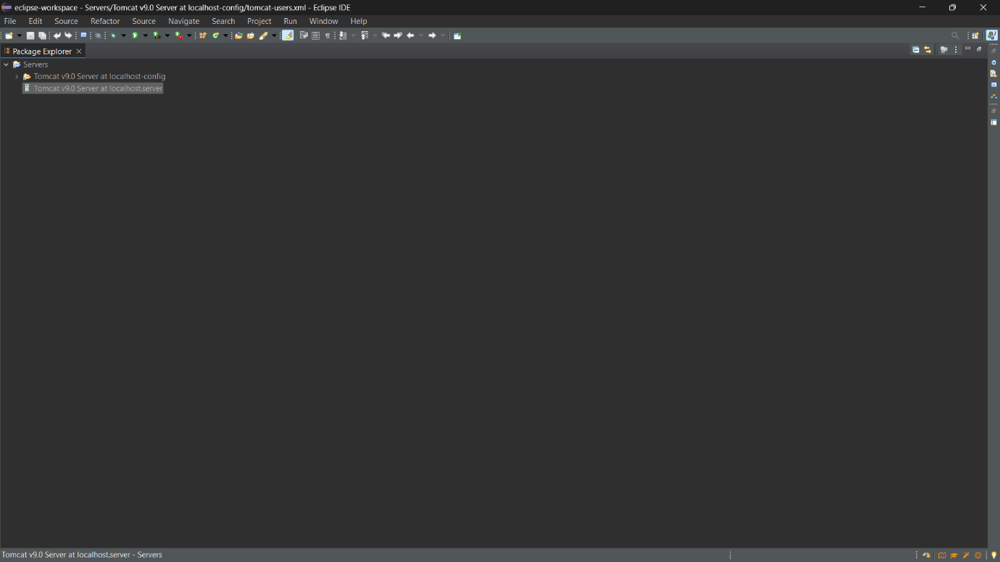 eclipse-workspace - Servers/Tomcat v9.0 Server at localhost-config/tomcat-users.xml - Eclipse IDE
File Edit Source Refactor Source Navigate Search Project Run Window Help
Package Explorer
Servers
Tomcat v9.0 Server at localhost-config
Tomcat v9.0 Server at localhost.server
Tomcat v9.0 Server at localhost.server - Servers